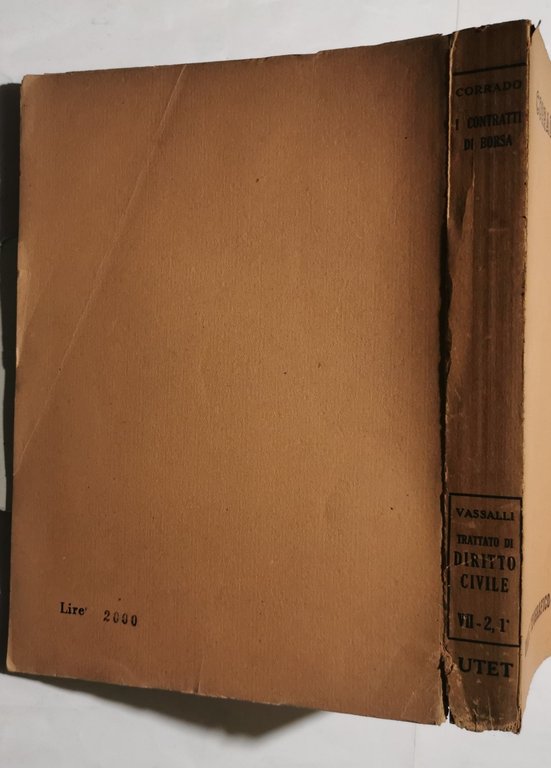 CORRADO
I CONTRATTI
DI BORSA
VASSALLI
TRATTATO DI
DIRITTO
CIVILE
VII - 2, 1°
UTET
Lire 2000